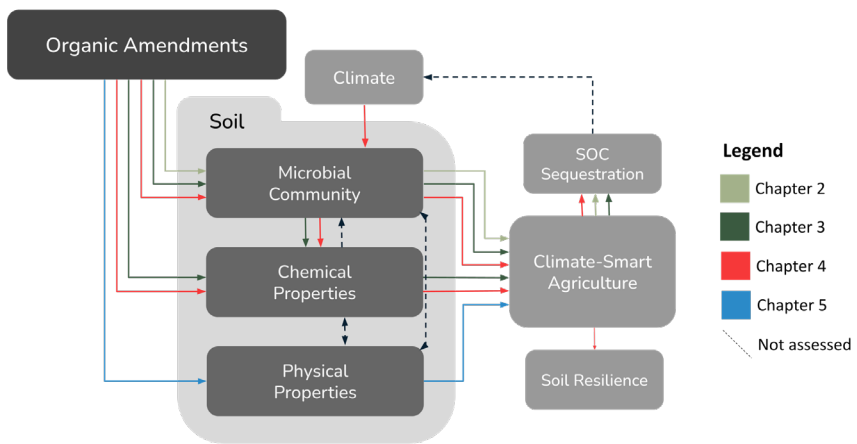 Organic Amendments
Climate
Soil
Microbial
Community
SOC
Sequestration
Chemical
Properties
Climate-Smart
Agriculture
Physical
Properties
Soil Resilience
Legend
Chapter 2
Chapter 3
Chapter 4
Chapter 5
Not assessed